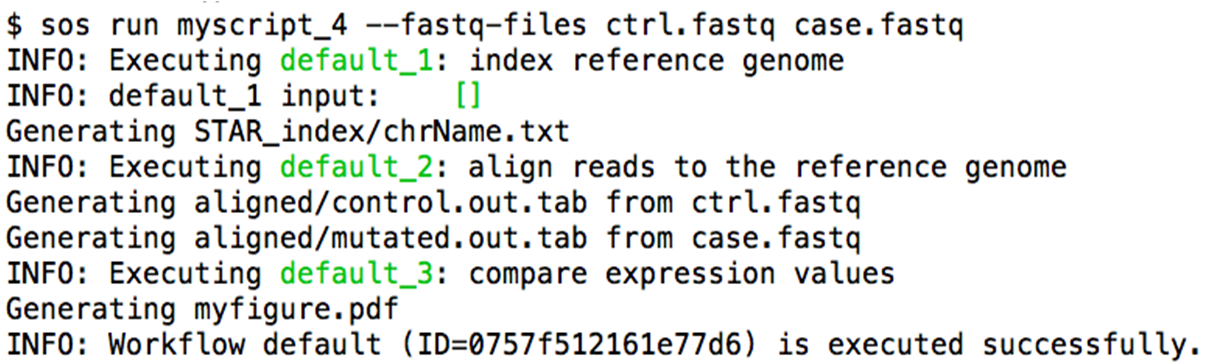 $ sos run myscript_4 --fastq-files ctrl.fastq case.fastq
INFO: Executing default_1: index reference genome
INFO: default_1 input:    []
Generating STAR_index/chrName.txt
INFO: Executing default_2: align reads to the reference genome
Generating aligned/control.out.tab from ctrl.fastq
Generating aligned/mutated.out.tab from case.fastq
INFO: Executing default_3: compare expression values
Generating myfigure.pdf
INFO: Workflow default (ID=0757f512161e77d6) is executed successfully.